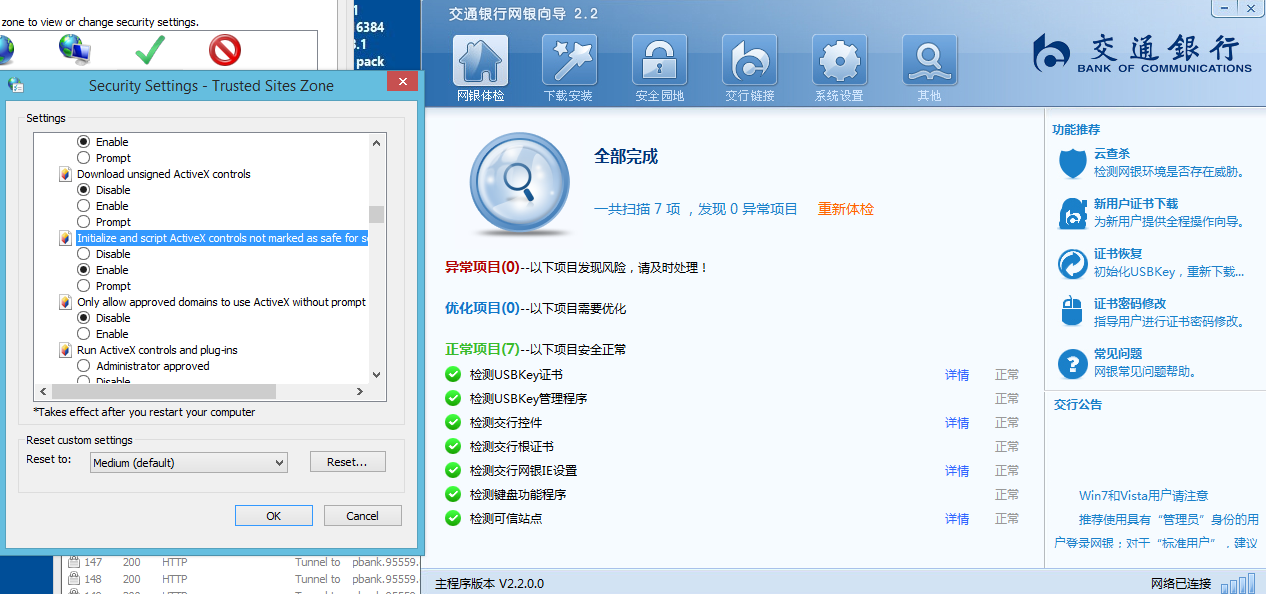 zone to view or change security settings.
1
6384
.1
pack
Security Settings - Trusted Sites Zone
Settings
Enable
Prompt
Download unsigned ActiveX controls
Disable
Enable
Prompt
Initialize and script ActiveX controls not marked as safe for s
Disable
Enable
Prompt
Only allow approved domains to use ActiveX without prompt
Disable
Enable
Run ActiveX controls and plug-ins
Administrator approved
Disable
*Takes effect after you restart your computer
Reset custom settings
Reset to:
Medium (default)
Reset...
OK
Cancel
147 200 HTTP Tunnel to pbank.95559.
148 200 HTTP Tunnel to pbank.95559.
交通银行网银向导 2.2
网银体检
下载安装
安全园地
交行链接
系统设置
其他
交通銀行
BANK OF COMMUNICATIONS
全部完成
一共扫描 7 项 ，发现 0 异常项目 重新体检
异常项目(0)--以下项目发现风险，请及时处理！
优化项目(0)--以下项目需要优化
正常项目(7)--以下项目安全正常
检测USBKey证书 详情 正常
检测USBKey管理程序 正常
检测交行控件 详情 正常
检测交行根证书 正常
检测交行网银IE设置 详情 正常
检测键盘功能程序 正常
检测可信站点 详情 正常
功能推荐
云查杀
检测网银环境是否存在威胁。
新用户证书下载
为新用户提供全程操作向导。
证书恢复
初始化USBKey，重新下载...
证书密码修改
指导用户进行证书密码修改。
常见问题
网银常见问题帮助。
交行公告
Win7和Vista用户请注意
推荐使用具有“管理员”身份的用
户登录网银；对于“标准用户”，建议
主程序版本 V2.2.0.0
网络已连接